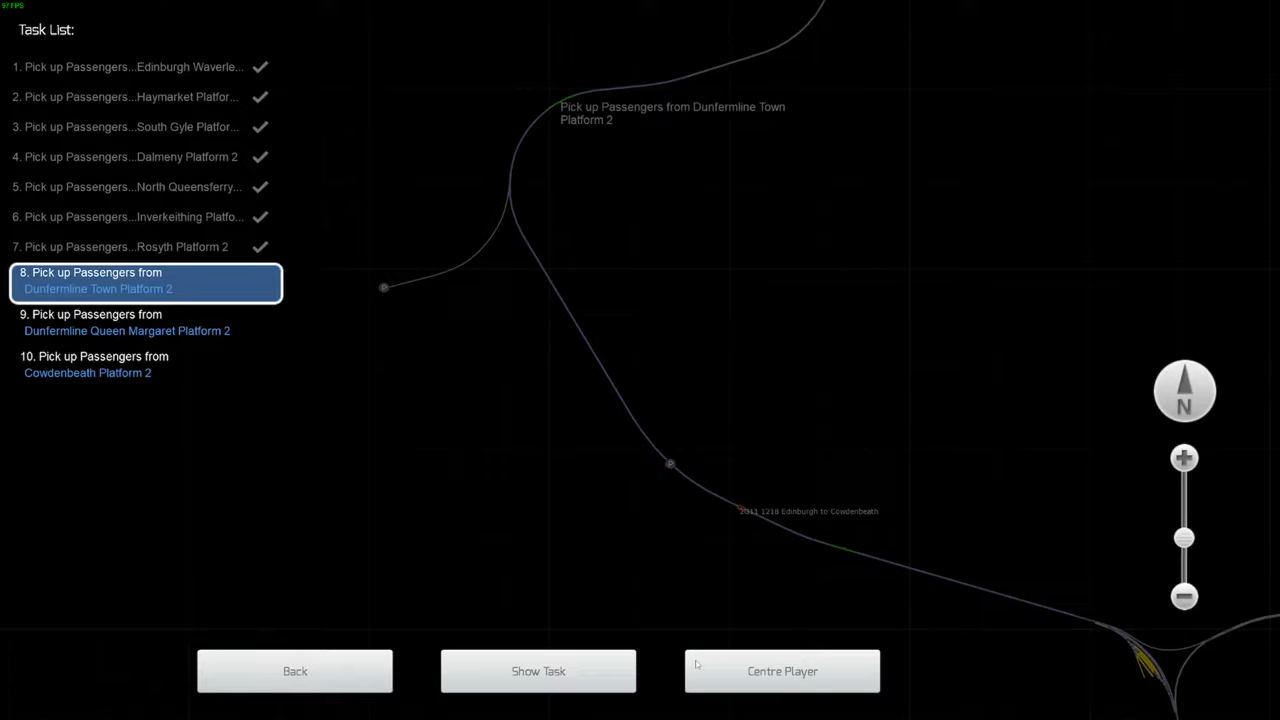 97 FPS
Task List:
1. Pick up Passengers...Edinburgh Waverle...
2. Pick up Passengers...Haymarket Platfor...
3. Pick up Passengers...South Gyle Platfor...
4. Pick up Passengers...Dalmeny Platform 2
5. Pick up Passengers...North Queensferry...
6. Pick up Passengers...Inverkeithing Platfo...
7. Pick up Passengers...Rosyth Platform 2
8. Pick up Passengers from
Dunfermline Town Platform 2
9. Pick up Passengers from
Dunfermline Queen Margaret Platform 2
10. Pick up Passengers from
Cowdenbeath Platform 2
Pick up Passengers from Dunfermline Town
Platform 2
P
P
2G11 1218 Edinburgh to Cowdenbeath
N
Back
Show Task
Centre Player